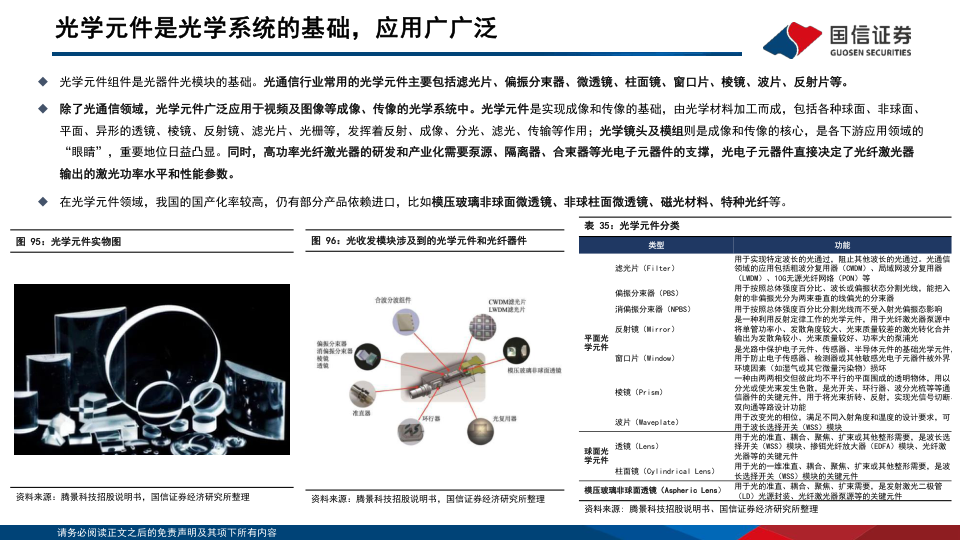 光学元件是光学系统的基础，应用广广泛
国信证券
GUOSEN SECURITIES
◆ 光学元件组件是光器件光模块的基础。光通信行业常用的光学元件主要包括滤光片、偏振分束器、微透镜、柱面镜、窗口片、棱镜、波片、反射片等。
◆ 除了光通信领域，光学元件广泛应用于视频及图像等成像、传像的光学系统中。光学元件是实现成像和传像的基础，由光学材料加工而成，包括各种球面、非球面、
平面、异形的透镜、棱镜、反射镜、滤光片、光栅等，发挥着反射、成像、分光、滤光、传输等作用；光学镜头及模组则是成像和传像的核心，是各下游应用领域的
“眼睛”，重要地位日益凸显。同时，高功率光纤激光器的研发和产业化需要泵源、隔离器、合束器等光电子元器件的支撑，光电子元器件直接决定了光纤激光器
输出的激光功率水平和性能参数。
◆ 在光学元件领域，我国的国产化率较高，仍有部分产品依赖进口，比如模压玻璃非球面微透镜、非球柱面微透镜、磁光材料、特种光纤等。
图 95：光学元件实物图
资料来源：腾景科技招股说明书，国信证券经济研究所整理
图 96：光收发模块涉及到的光学元件和光纤器件
合波分波组件
CWDM滤光片
LWDM滤光片
偏振分束器
消偏振分束器
棱镜
透镜
模压玻璃非球面透镜
准直器
环行器
光复用器
资料来源：腾景科技招股说明书，国信证券经济研究所整理
表 35：光学元件分类
类型 功能
平面光
学元件
滤光片（Filter）
用于实现特定波长的光通过，阻止其他波长的光通过。光通信
领域的应用包括粗波分复用器（CWDM）、局域网波分复用器
（LWDM）、10G无源光纤网络（PON）等
偏振分束器（PBS）
用于按照总体强度百分比、波长或偏振状态分割光线，能把入
射的非偏振光分为两束垂直的线偏光的分束器
消偏振分束器（NPBS） 用于按照总体强度百分比分割光线而不受入射光偏振态影响
反射镜（Mirror）
是一种利用反射定律工作的光学元件，用于光纤激光器泵源中
将单管功率小、发散角度较大、光束质量较差的激光转化合并
输出为发散角较小、光束质量较好、功率大的泵浦光
窗口片（Window）
是光路中保护电子元件、传感器、半导体元件的基础光学元件，
用于防止电子传感器、检测器或其他敏感光电子元器件被外界
环境因素（如湿气或其它微量污染物）损坏
棱镜（Prism）
一种由两两相交但彼此均不平行的平面围成的透明物体，用以
分光或使光束发生色散，是光开关、环行器、波分光梳等等通
信器件的关键元件，用于将光束折转、反射，实现光信号切断、
双向通等路设计功能
波片（Waveplate）
用于改变光的相位，满足不同入射角度和温度的设计要求，可
用于波长选择开关（WSS）模块
球面光
学元件
透镜（Lens）
用于光的准直、耦合、聚焦、扩束或其他整形需要，是波长选
择开关（WSS）模块、掺铒光纤放大器（EDFA）模块、光纤激
光器等的关键元件
柱面镜（Cylindrical Lens）
用于光的一维准直、耦合、聚焦、扩束或其他整形需要，是波
长选择开关（WSS）模块的关键元件
模压玻璃非球面透镜（Aspheric Lens）
用于光的准直、耦合、聚焦、扩束需要，是发射激光二极管
（LD）光源封装、光纤激光器泵源等的关键元件
资料来源：腾景科技招股说明书、国信证券经济研究所整理
请务必阅读正文之后的免责声明及其项下所有内容